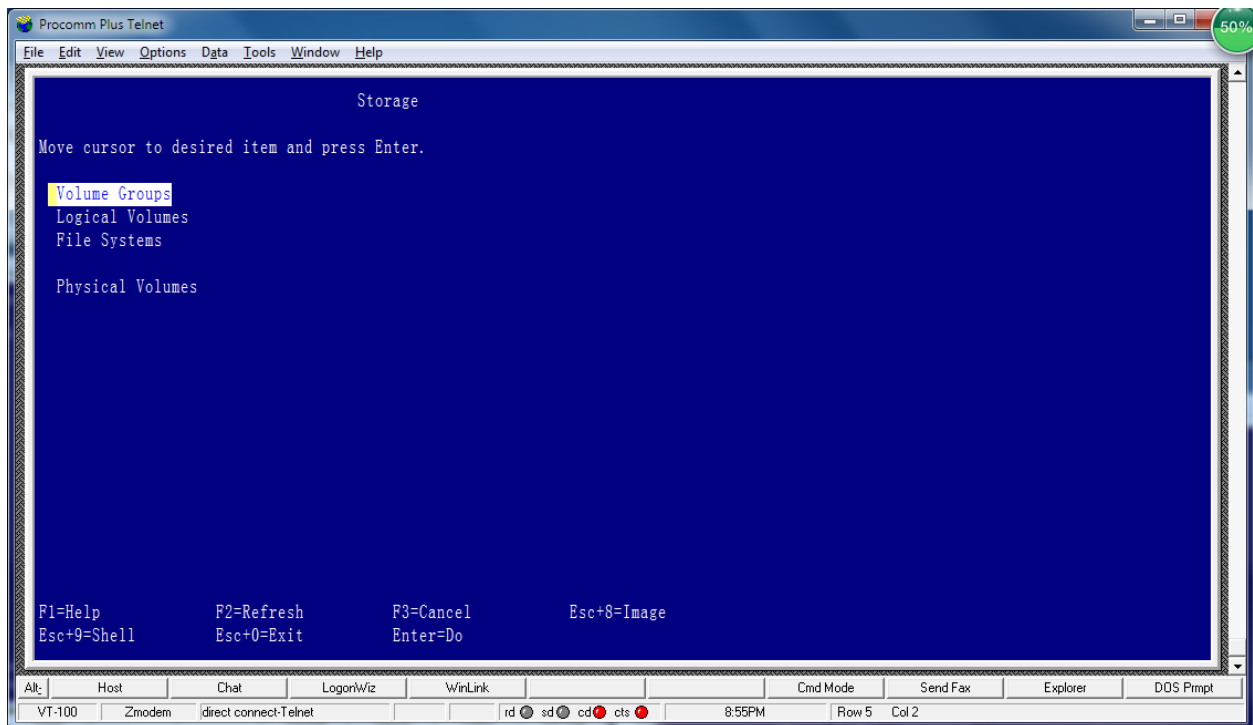 Procomm Plus Telnet
50%
File Edit View Options Data Tools Window Help
Storage
Move cursor to desired item and press Enter.
Volume Groups
Logical Volumes
File Systems
Physical Volumes
F1=Help F2=Refresh F3=Cancel Esc+8=Image
Esc+9=Shell Esc+0=Exit Enter=Do
Alt: Host Chat LogonWiz WinLink Cmd Mode Send Fax Explorer DOS Prmpt
VT-100 Zmodem direct connect-Telnet rd sd cd cts 8:55PM Row 5 Col 2